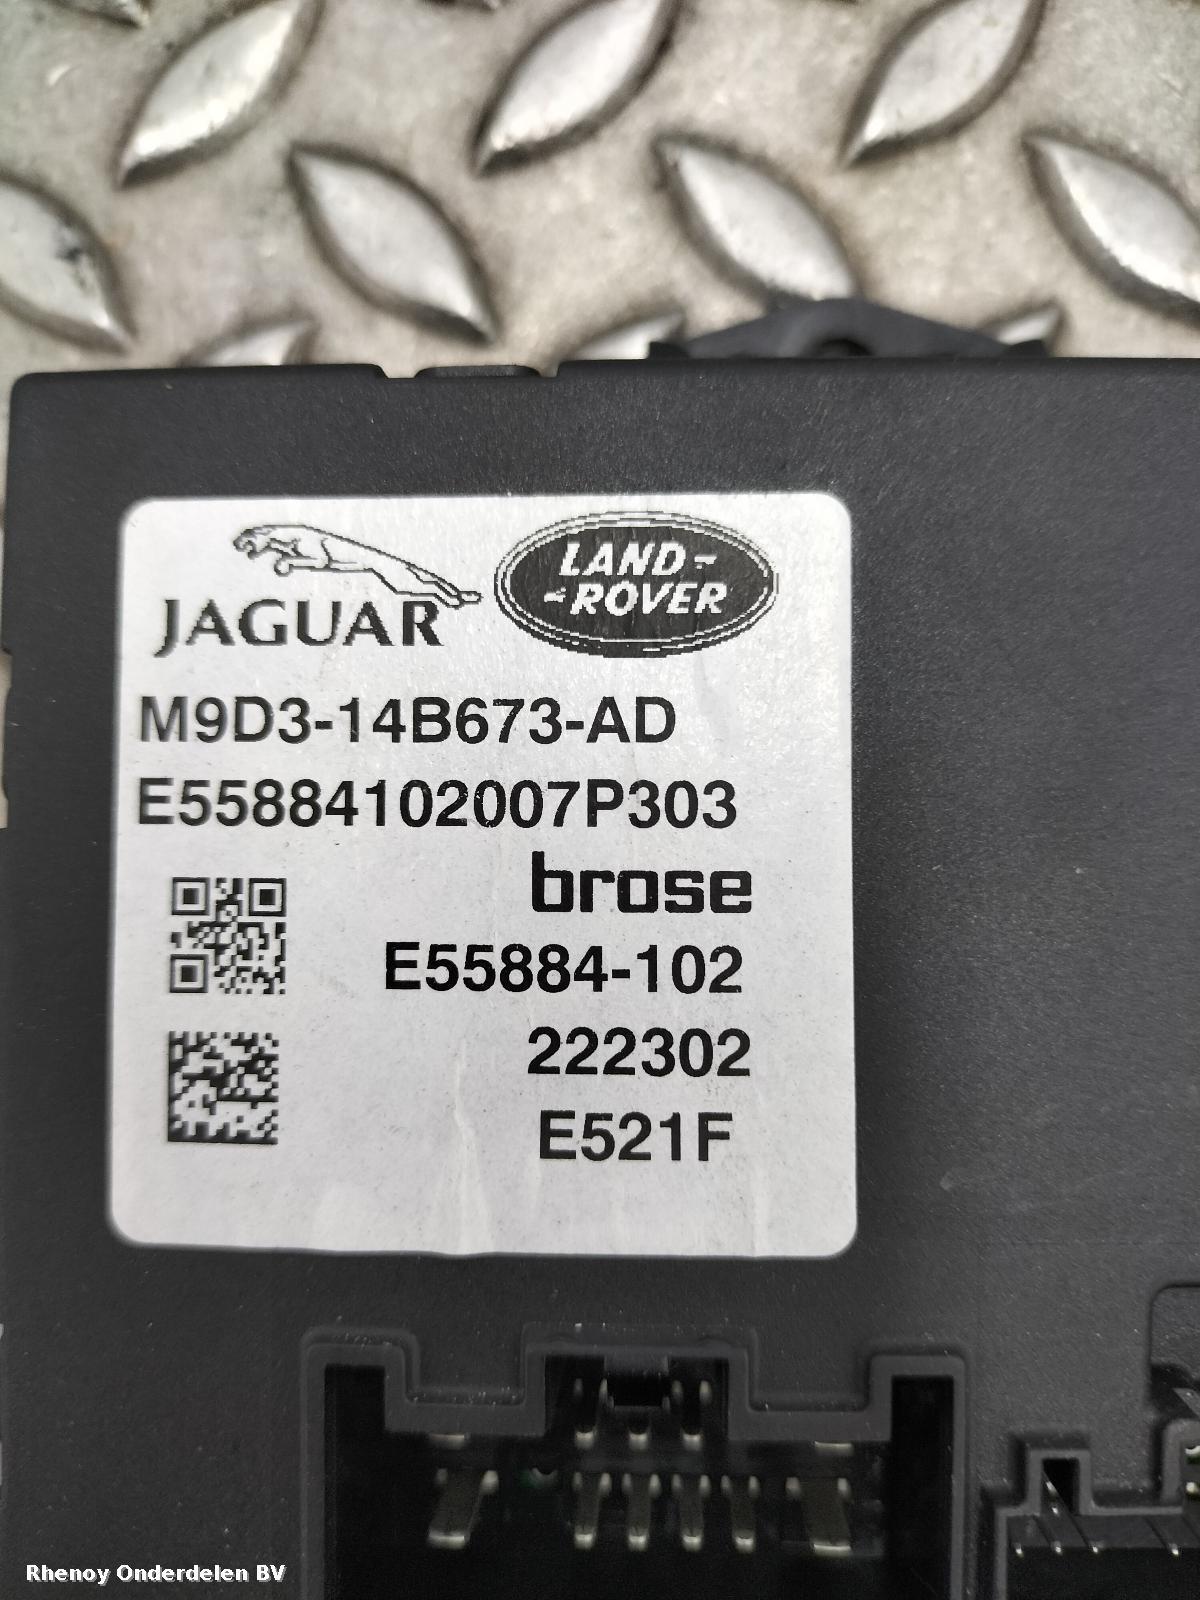 JAGUAR
LAND-
-ROVER
M9D3-14B673-AD
E55884102007P303
brose
E55884-102
222302
E521F
Rhenoy Onderdelen BV